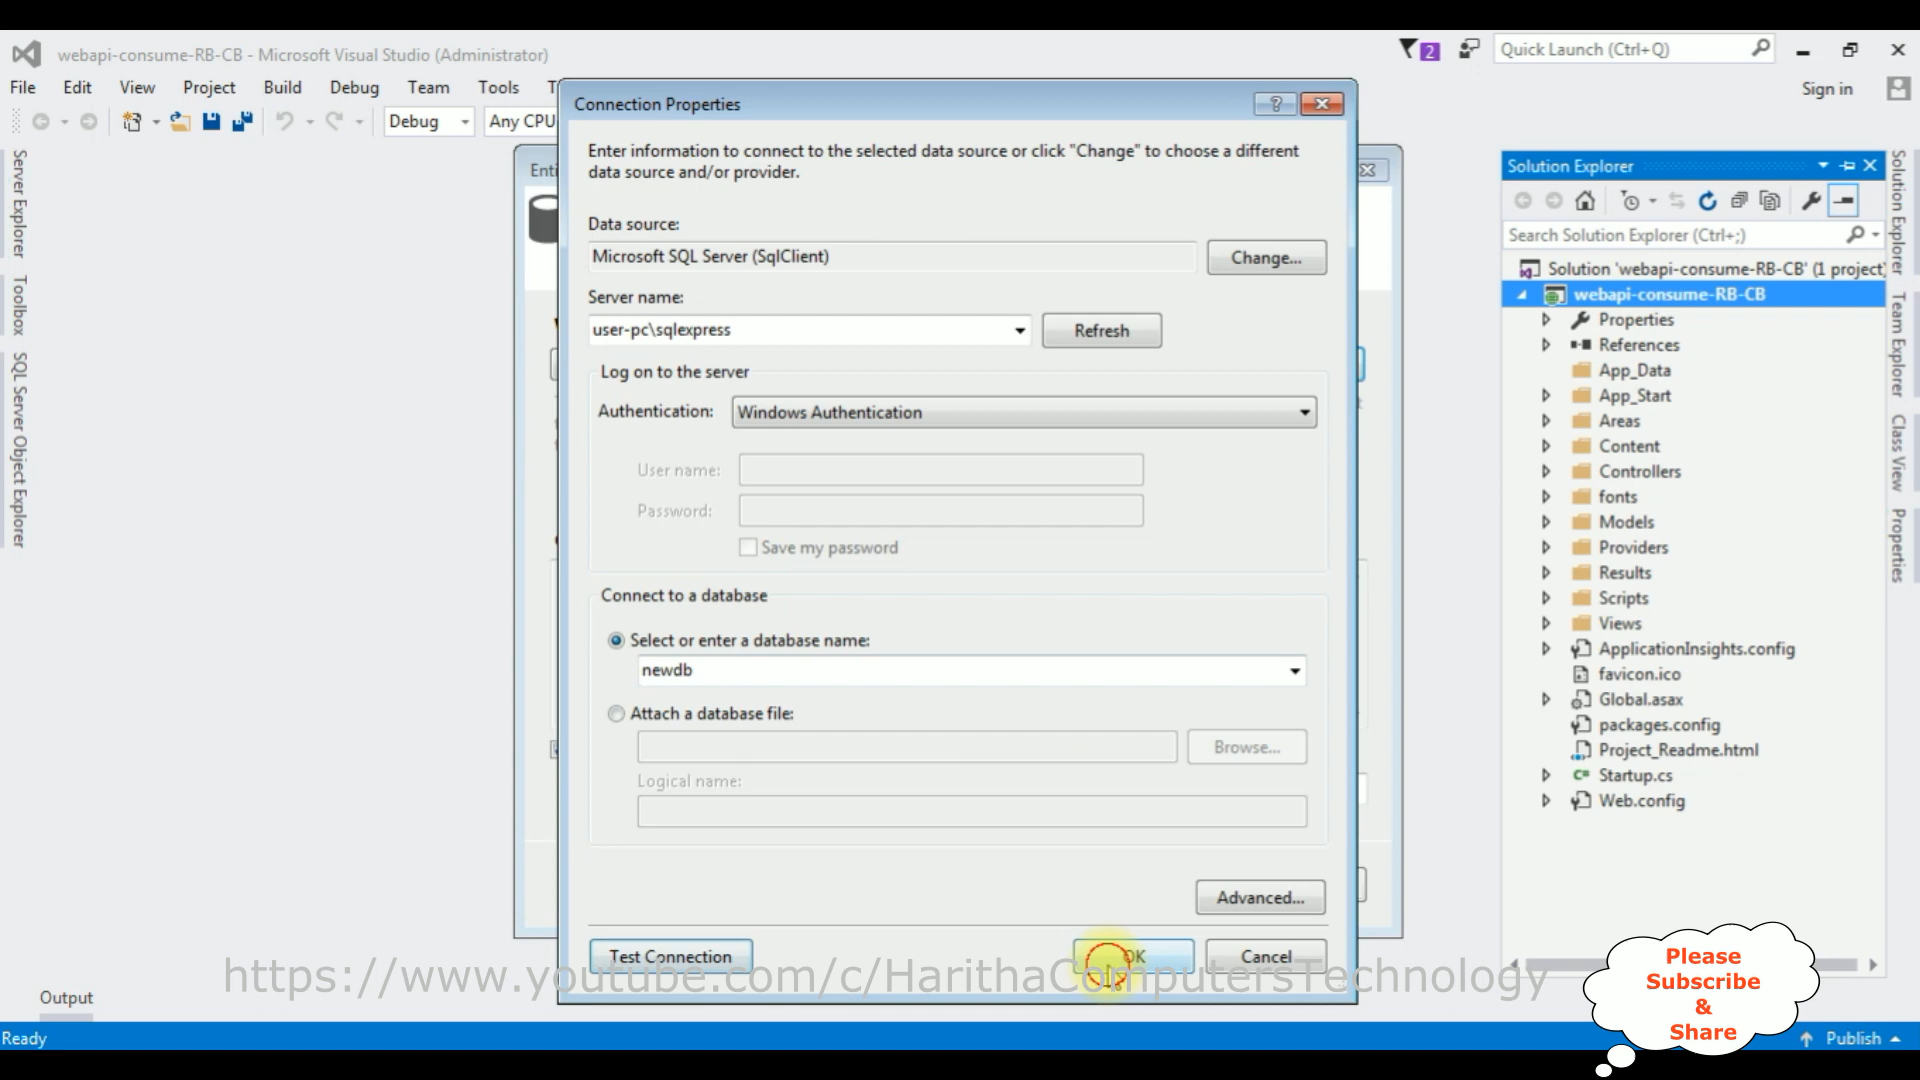 webapi-consume-RB-CB - Microsoft Visual Studio (Administrator)
2
Quick Launch (Ctrl+Q)
File Edit View Project Build Debug Team Tools
Sign in
Debug
Any CPU
Server Explorer
Toolbox
SQL Server Object Explorer
Connection Properties
Enter information to connect to the selected data source or click "Change" to choose a different
data source and/or provider.
Data source:
Microsoft SQL Server (SqlClient)
Change...
Server name:
user-pc\sqlexpress
Refresh
Log on to the server
Authentication:
Windows Authentication
User name:
Password:
Save my password
Connect to a database
Select or enter a database name:
newdb
Attach a database file:
Browse...
Logical name:
Advanced...
Test Connection
OK
Cancel
Solution Explorer
Search Solution Explorer (Ctrl+;)
Solution 'webapi-consume-RB-CB' (1 project
webapi-consume-RB-CB
Properties
References
App_Data
App_Start
Areas
Content
Controllers
fonts
Models
Providers
Results
Scripts
Views
ApplicationInsights.config
favicon.ico
Global.asax
packages.config
Project_Readme.html
Startup.cs
Web.config
Solution Explorer
Team Explorer
Class View
Properties
https://www.youtube.com/c/HarithaComputersTechnology
Please
Subscribe
&
Share
Output
Ready
Publish